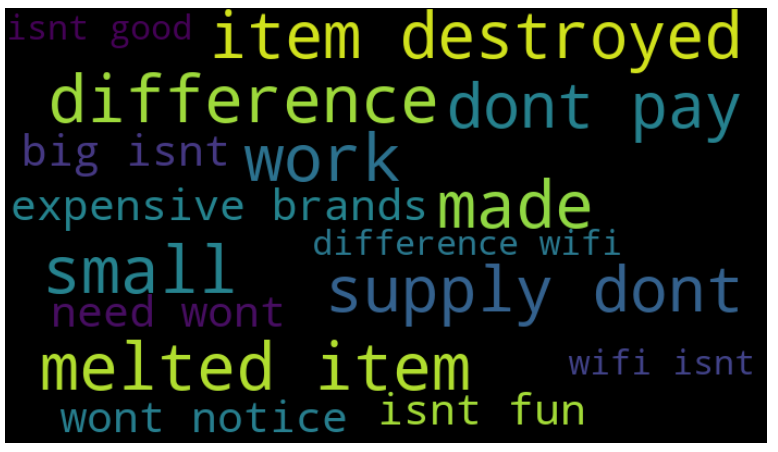 isnt good
item destroyed
difference
dont pay
big isnt
work
expensive brands
made
difference wifi
small
supply dont
need wont
melted item
wifi isnt
wont notice
isnt fun